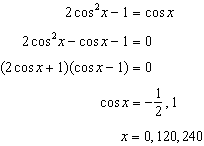 2cos²x − 1 = cos x
2cos²x − cos x − 1 = 0
(2cos x + 1)(cos x − 1) = 0
cos x = −1/2, 1
x = 0, 120, 240